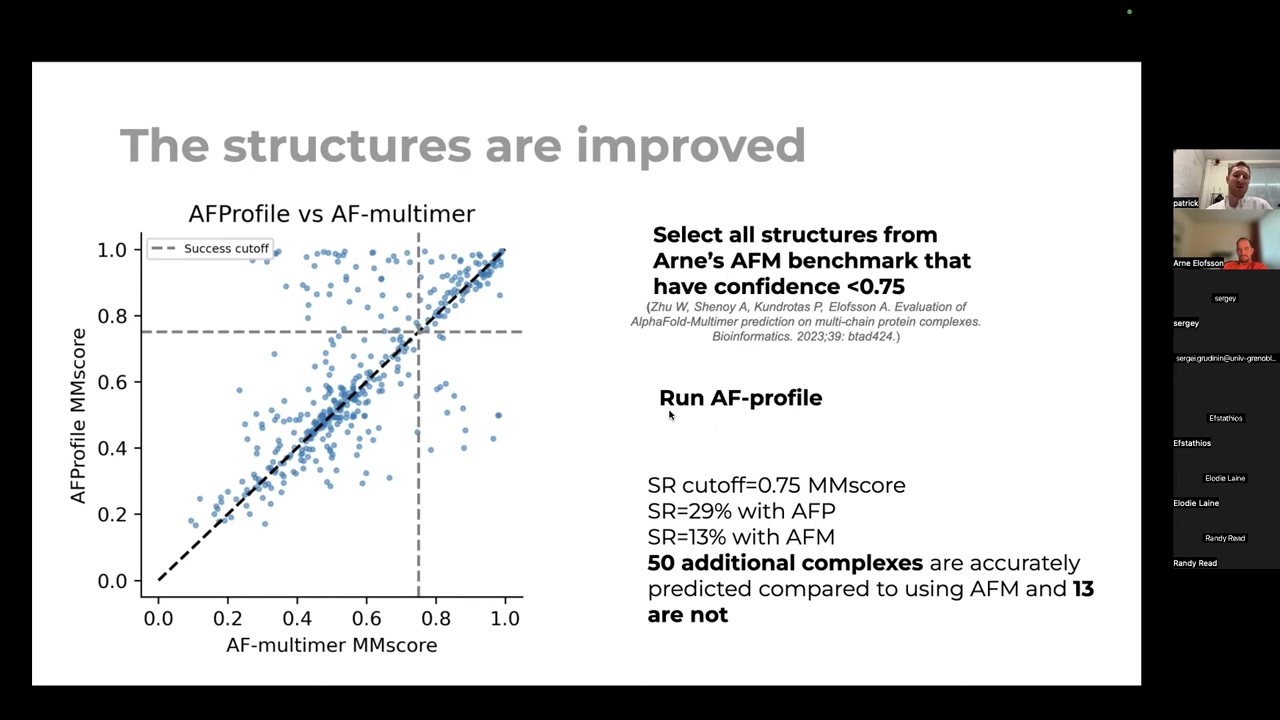 The structures are improved
AFProfile vs AF-multimer
Success cutoff
1.0
0.8
0.6
0.4
0.2
0.0
AFProfile MMscore
0.0 0.2 0.4 0.6 0.8 1.0
AF-multimer MMscore
Select all structures from
Arne's AFM benchmark that
have confidence <0.75
(Zhu W, Shenoy A, Kundrotas P, Elofsson A. Evaluation of
AlphaFold-Multimer prediction on multi-chain protein complexes.
Bioinformatics. 2023;39: btad424.)
Run AF-profile
SR cutoff=0.75 MMscore
SR=29% with AFP
SR=13% with AFM
50 additional complexes are accurately
predicted compared to using AFM and 13
are not
patrick
Arne Elofsson
sergey
sergey
sergei.grudinin@univ-grenobl...
Efstathios
Efstathios
Elodie Laine
Elodie Laine
Randy Read
Randy Read